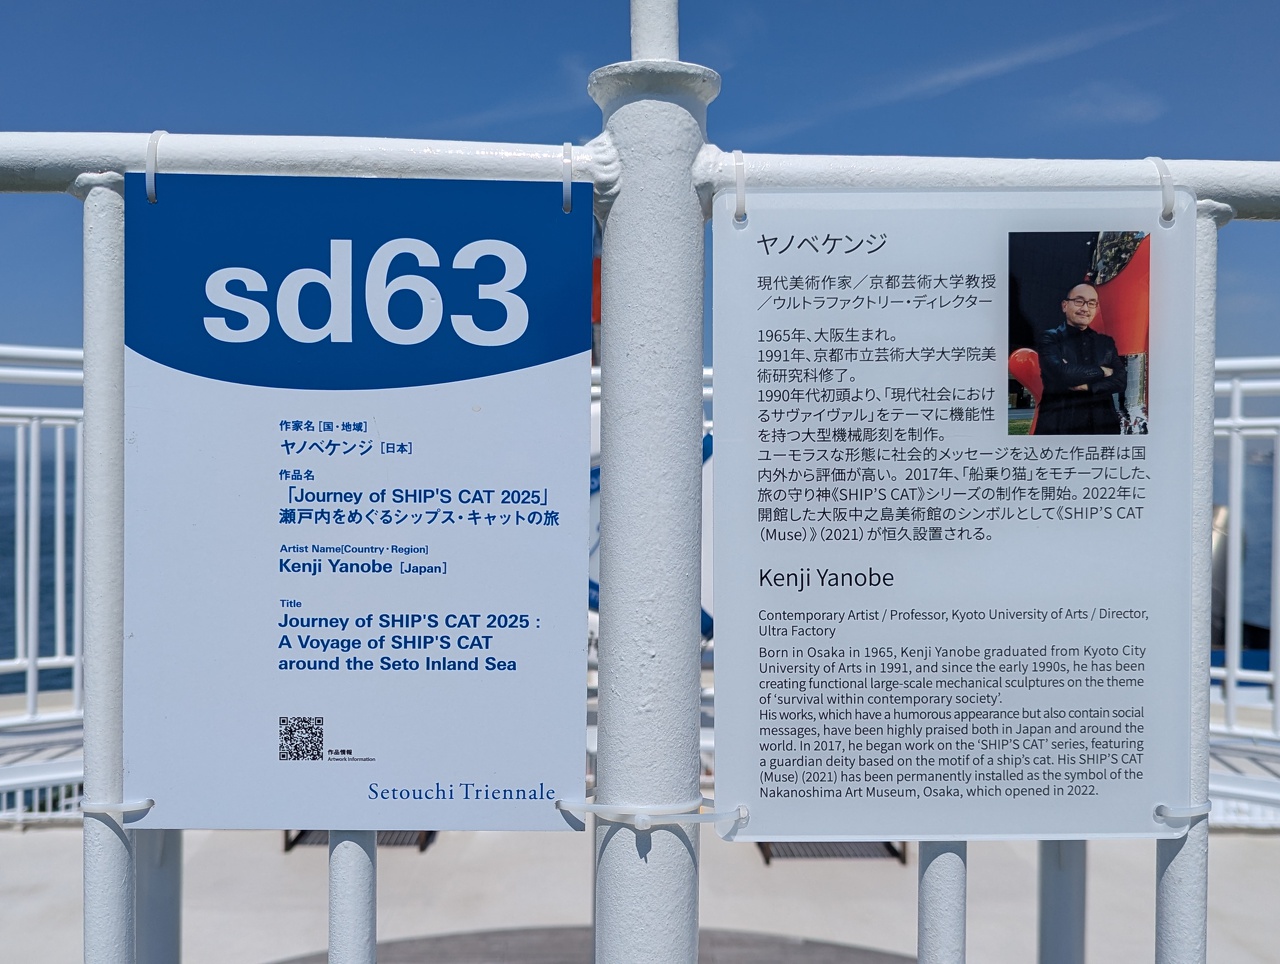 sd63
作家名［国・地域］
ヤノベケンジ［日本］
作品名
「Journey of SHIP'S CAT 2025」
瀬戸内をめぐるシップス・キャットの旅
Artist Name[Country・Region]
Kenji Yanobe［Japan］
Title
Journey of SHIP'S CAT 2025 :
A Voyage of SHIP'S CAT
around the Seto Inland Sea
作品情報
Artwork Information
Setouchi Triennale
ヤノベケンジ
現代美術作家／京都芸術大学教授
／ウルトラファクトリー・ディレクター
1965年、大阪生まれ。
1991年、京都市立芸術大学大学院美
術研究科修了。
1990年代初頭より、「現代社会におけ
るサヴァイヴァル」をテーマに機能性
を持つ大型機械彫刻を制作。
ユーモラスな形態に社会的メッセージを込めた作品群は国
内外から評価が高い。2017年、「船乗り猫」をモチーフにした、
旅の守り神《SHIP’S CAT》シリーズの制作を開始。2022年に
開館した大阪中之島美術館のシンボルとして《SHIP’S CAT
（Muse）》（2021）が恒久設置される。
Kenji Yanobe
Contemporary Artist / Professor, Kyoto University of Arts / Director,
Ultra Factory
Born in Osaka in 1965, Kenji Yanobe graduated from Kyoto City
University of Arts in 1991, and since the early 1990s, he has been
creating functional large-scale mechanical sculptures on the theme
of ‘survival within contemporary society’.
His works, which have a humorous appearance but also contain social
messages, have been highly praised both in Japan and around the
world. In 2017, he began work on the ‘SHIP’S CAT’ series, featuring
a guardian deity based on the motif of a ship’s cat. His SHIP’S CAT
(Muse) (2021) has been permanently installed as the symbol of the
Nakanoshima Art Museum, Osaka, which opened in 2022.